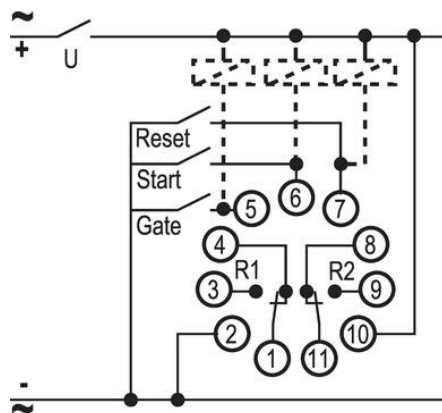 ~
+ U
Reset
Start
Gate
5 6 7
4 8
3 R1 R2 9
2 10
1 11
-
~